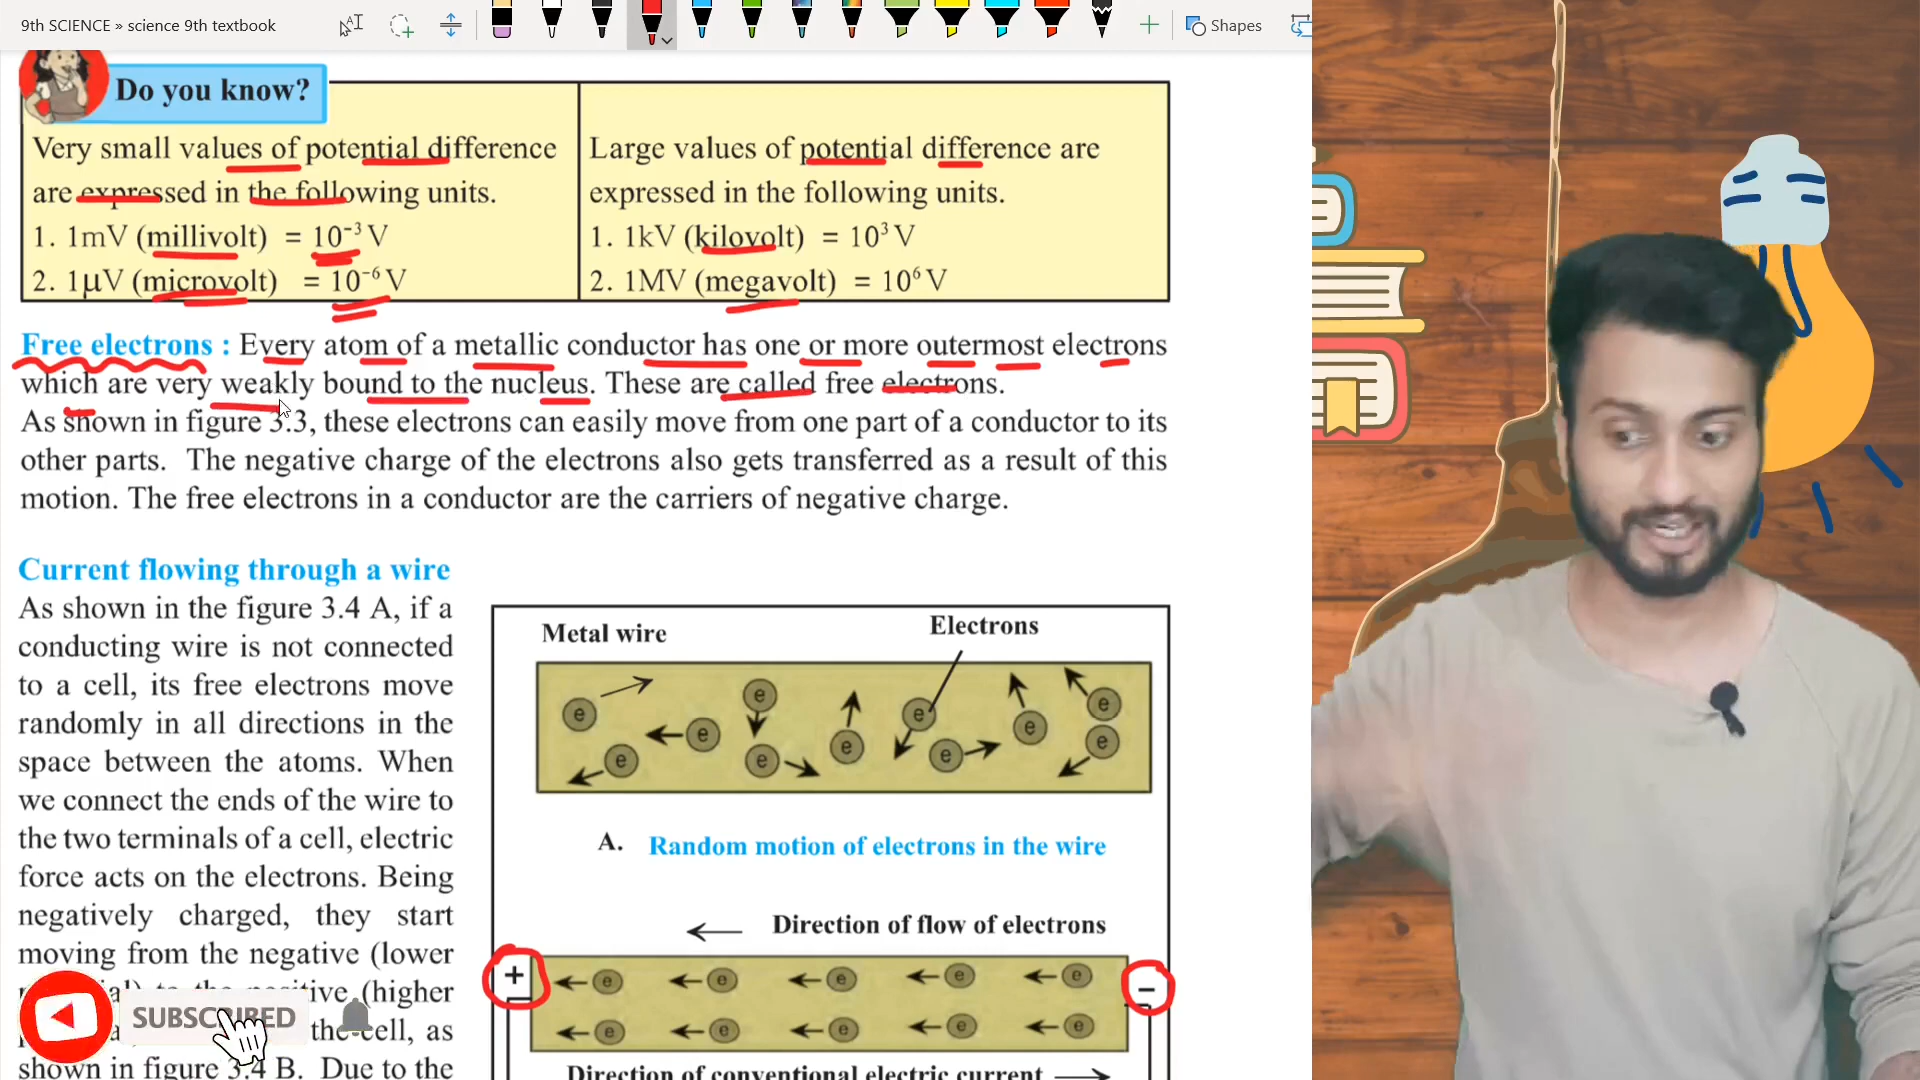 9th SCIENCE » science 9th textbook
Shapes
Do you know?
Very small values of potential difference
are expressed in the following units.
1. 1mV (millivolt) = 10⁻³ V
2. 1μV (microvolt) = 10⁻⁶ V
Large values of potential difference are
expressed in the following units.
1. 1kV (kilovolt) = 10³ V
2. 1MV (megavolt) = 10⁶ V
Free electrons : Every atom of a metallic conductor has one or more outermost electrons
which are very weakly bound to the nucleus. These are called free electrons.
As shown in figure 3.3, these electrons can easily move from one part of a conductor to its
other parts. The negative charge of the electrons also gets transferred as a result of this
motion. The free electrons in a conductor are the carriers of negative charge.
Current flowing through a wire
As shown in the figure 3.4 A, if a
conducting wire is not connected
to a cell, its free electrons move
randomly in all directions in the
space between the atoms. When
we connect the ends of the wire to
the two terminals of a cell, electric
force acts on the electrons. Being
negatively charged, they start
moving from the negative (lower
(higher
the cell, as
shown in figure 3.4 B. Due to the
SUBSCRIBED
Metal wire
Electrons
e e e e e e e e e e e
A. Random motion of electrons in the wire
Direction of flow of electrons
+ e e e e e −
e e e e e
Direction of conventional electric current